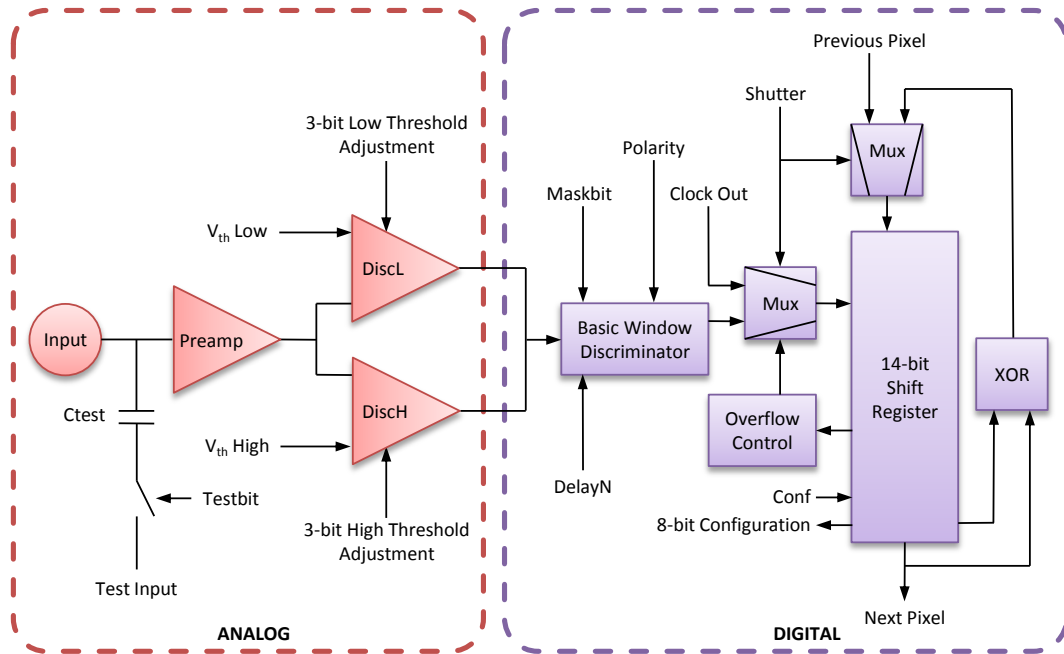 Previous Pixel
Shutter
3-bit Low Threshold
Adjustment
Mux
Polarity
Maskbit
Clock Out
V_th Low
DiscL
Mux
Input
Preamp
Basic Window
Discriminator
14-bit
Shift
Register
XOR
Ctest
DiscH
Overflow
Control
V_th High
DelayN
Testbit
Conf
8-bit Configuration
3-bit High Threshold
Adjustment
Test Input
Next Pixel
ANALOG
DIGITAL